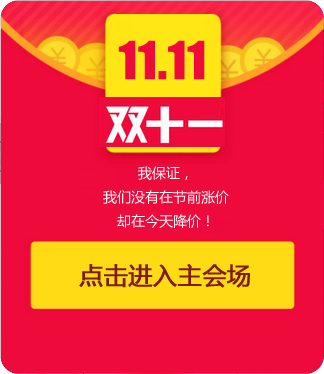 11.11
双十一
我保证，
我们没有在节前涨价
却在今天降价！
点击进入主会场